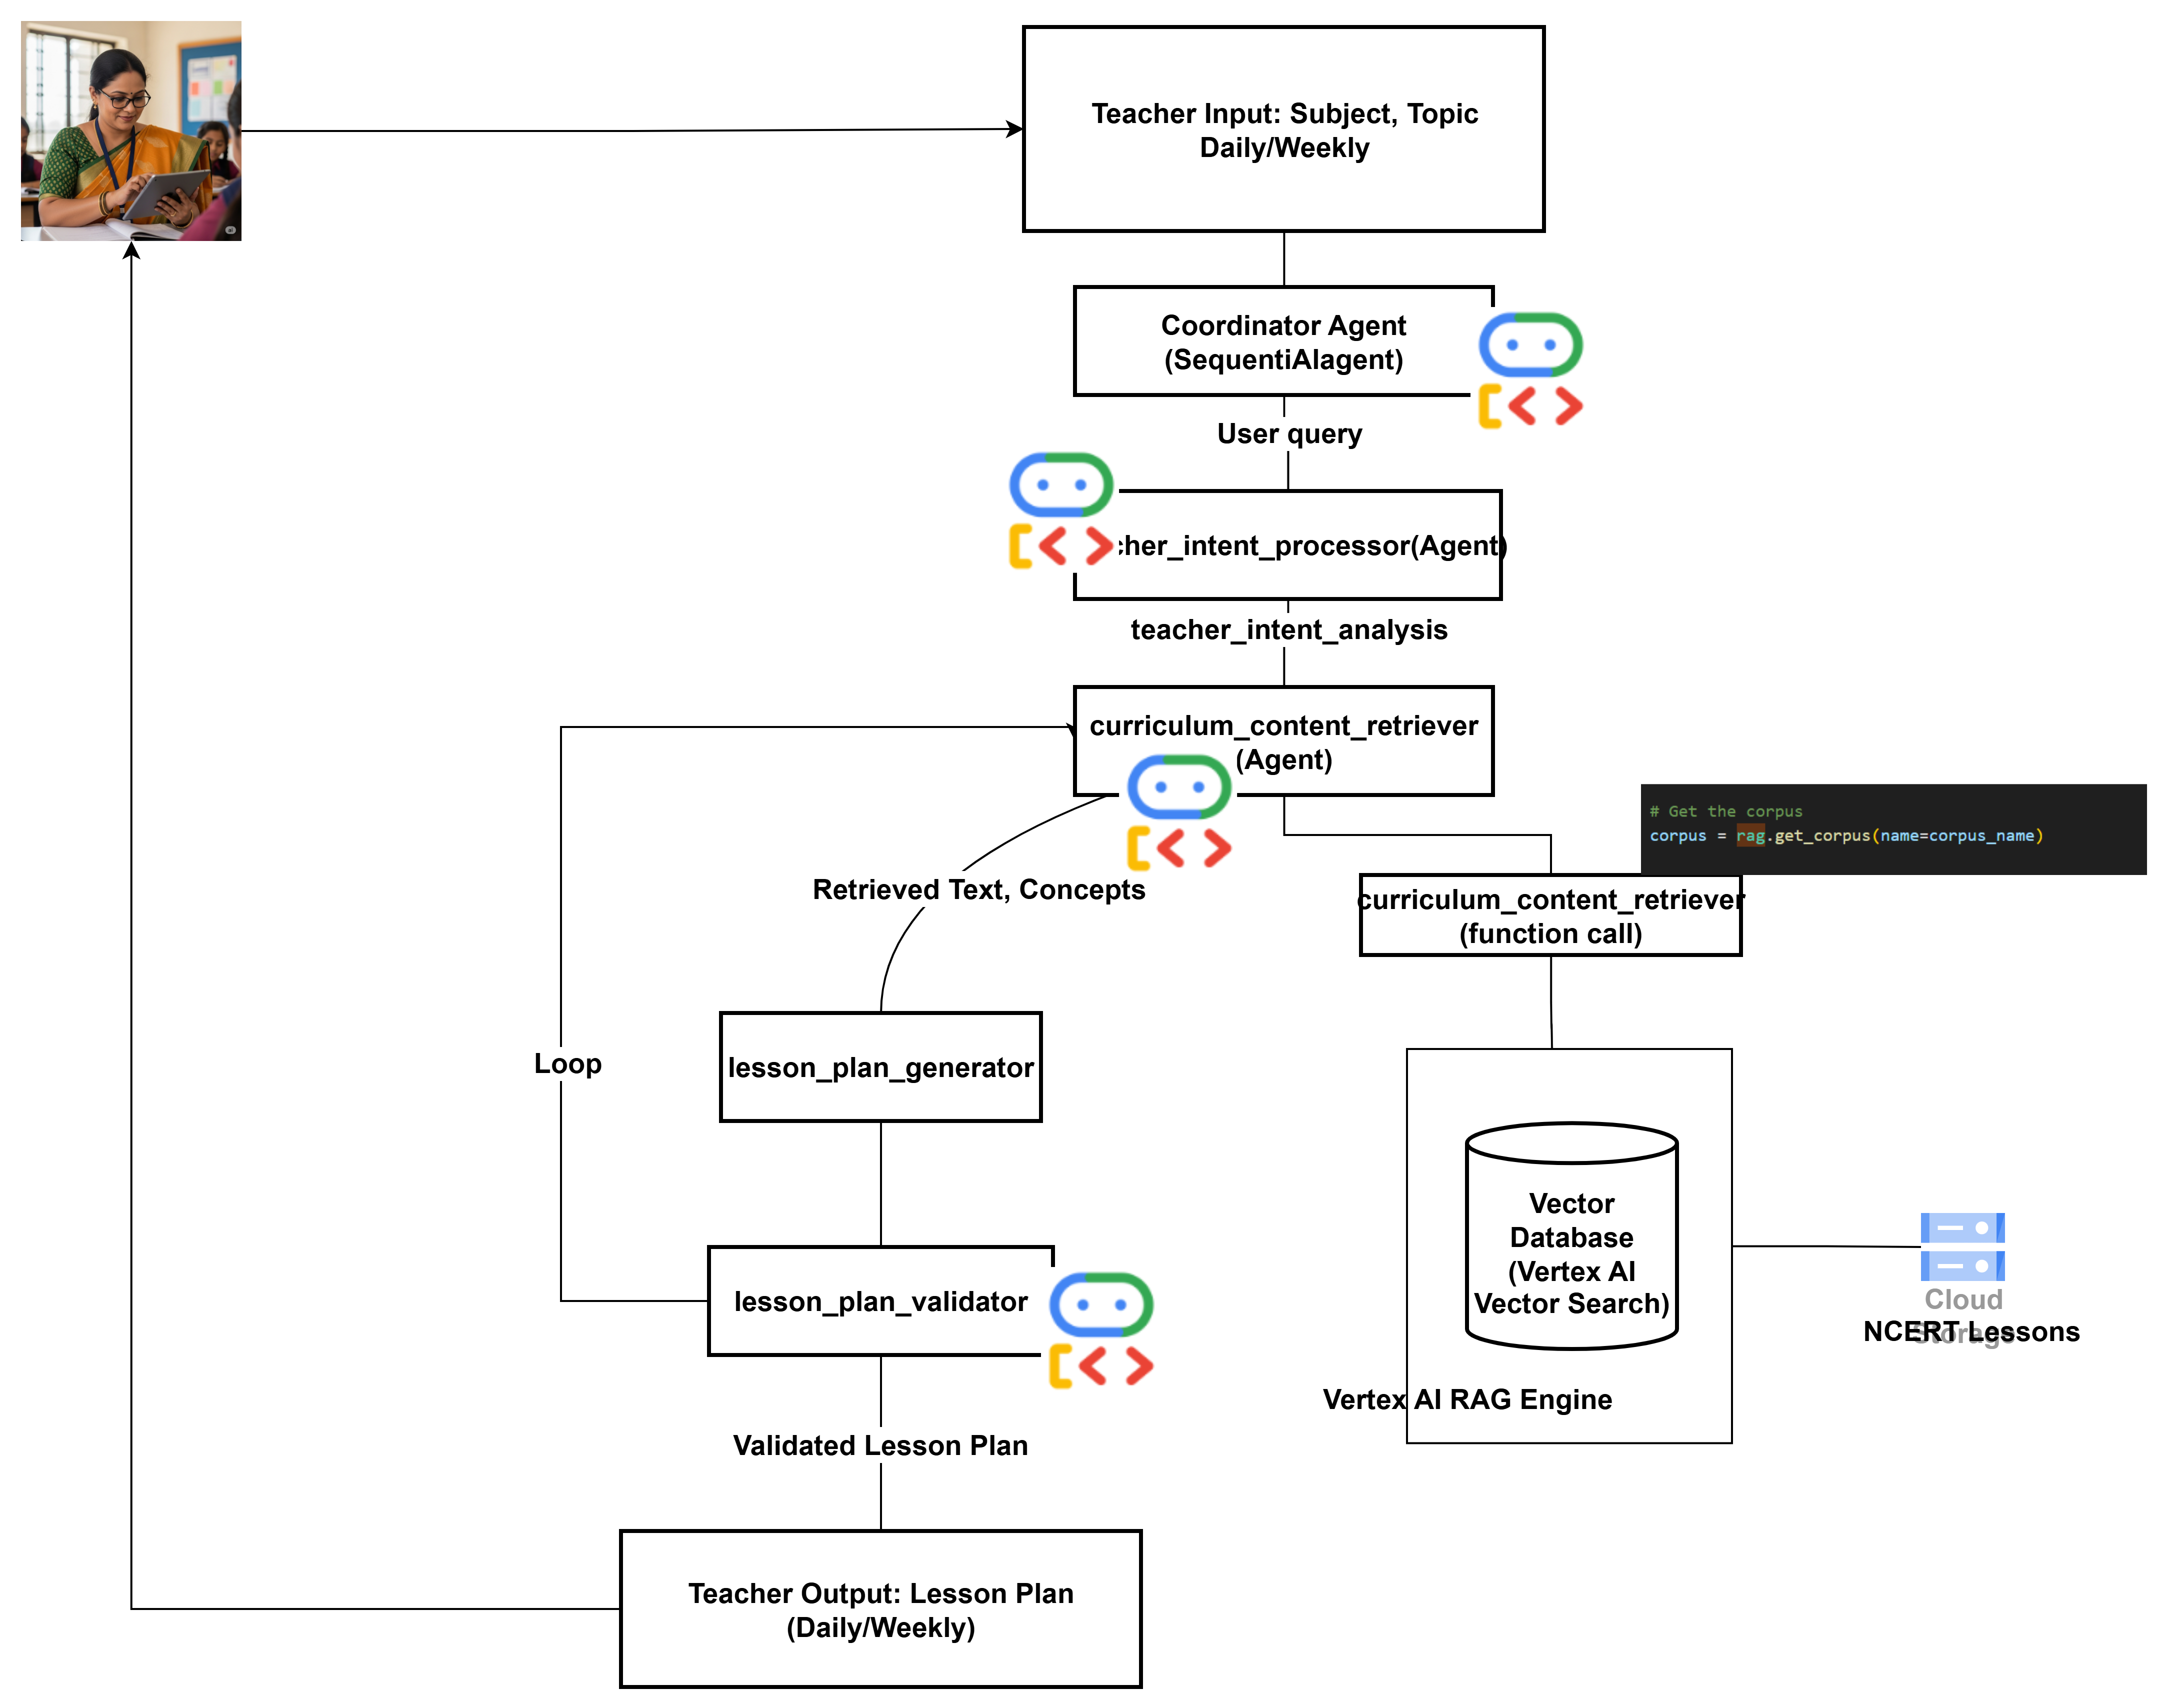 Teacher Input: Subject, Topic
Daily/Weekly
Coordinator Agent
(SequentiAlagent)
User query
cher_intent_processor(Agent)
teacher_intent_analysis
curriculum_content_retriever
(Agent)
# Get the corpus
corpus = rag.get_corpus(name=corpus_name)
Retrieved Text, Concepts
curriculum_content_retriever
(function call)
lesson_plan_generator
Loop
Vector
Database
(Vertex AI
Vector Search)
lesson_plan_validator
Cloud
Storage
NCERT Lessons
Vertex AI RAG Engine
Validated Lesson Plan
Teacher Output: Lesson Plan
(Daily/Weekly)